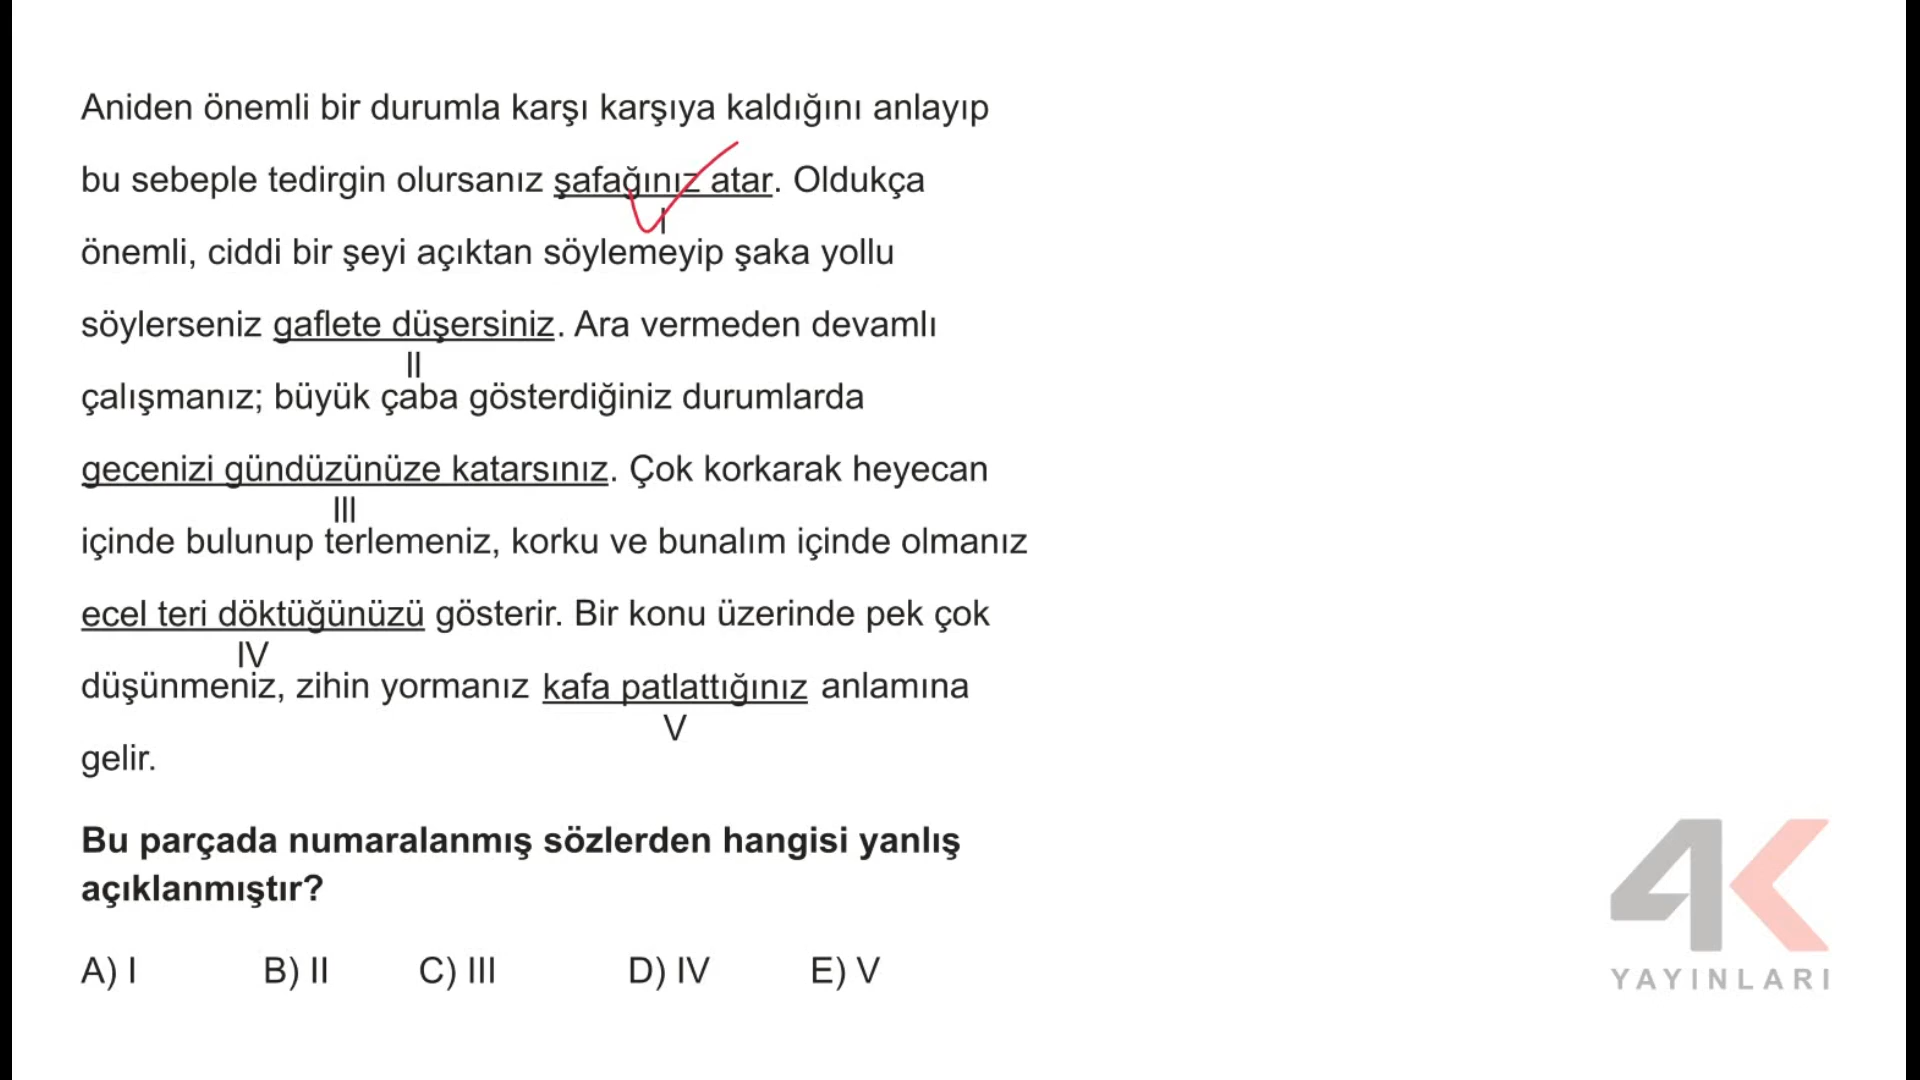 Aniden önemli bir durumla karşı karşıya kaldığını anlayıp
bu sebeple tedirgin olursanız şafağınız atar. Oldukça
I
önemli, ciddi bir şeyi açıktan söylemeyip şaka yollu
söylerseniz gaflete düşersiniz. Ara vermeden devamlı
II
çalışmanız; büyük çaba gösterdiğiniz durumlarda
gecenizi gündüzünüze katarsınız. Çok korkarak heyecan
III
içinde bulunup terlemeniz, korku ve bunalım içinde olmanız
ecel teri döktüğünüzü gösterir. Bir konu üzerinde pek çok
IV
düşünmeniz, zihin yormanız kafa patlattığınız anlamına
V
gelir.
Bu parçada numaralanmış sözlerden hangisi yanlış
açıklanmıştır?
A) I B) II C) III D) IV E) V
4K
YAYINLARI